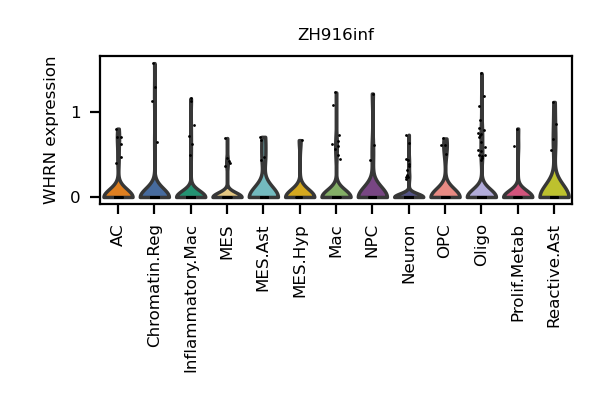 ZH916inf
WHRN expression
1
0
AC
Chromatin.Reg
Inflammatory.Mac
MES
MES.Ast
MES.Hyp
Mac
NPC
Neuron
OPC
Oligo
Prolif.Metab
Reactive.Ast